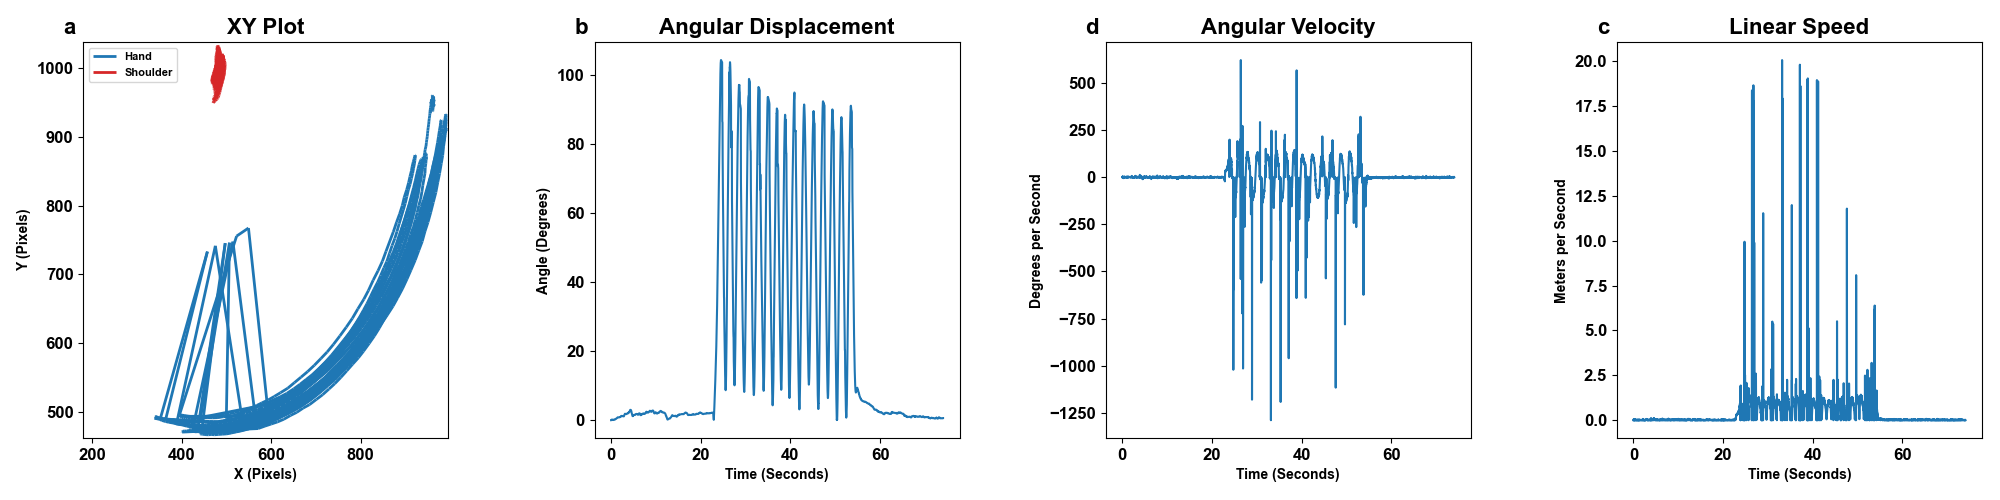 a XY Plot
Hand
Shoulder
1000
900
800
700
600
500
200 400 600 800
X (Pixels)
Y (Pixels)
b Angular Displacement
100
80
60
40
20
0
0 20 40 60
Time (Seconds)
Angle (Degrees)
d Angular Velocity
500
250
0
−250
−500
−750
−1000
−1250
0 20 40 60
Time (Seconds)
Degrees per Second
c Linear Speed
20.0
17.5
15.0
12.5
10.0
7.5
5.0
2.5
0.0
0 20 40 60
Time (Seconds)
Meters per Second